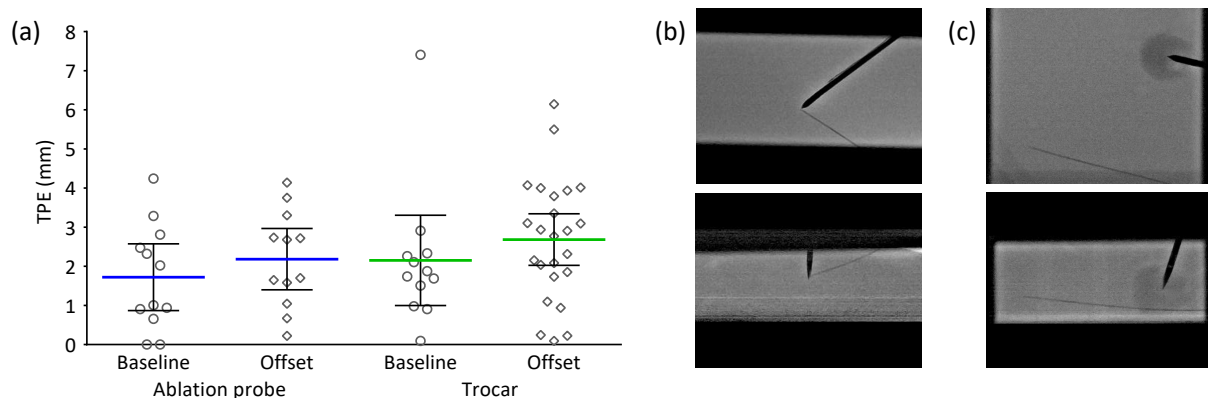 (a)
8
7
6
5
4
3
2
1
0
TPE (mm)
Baseline Offset Baseline Offset
Ablation probe Trocar
(b)
(c)